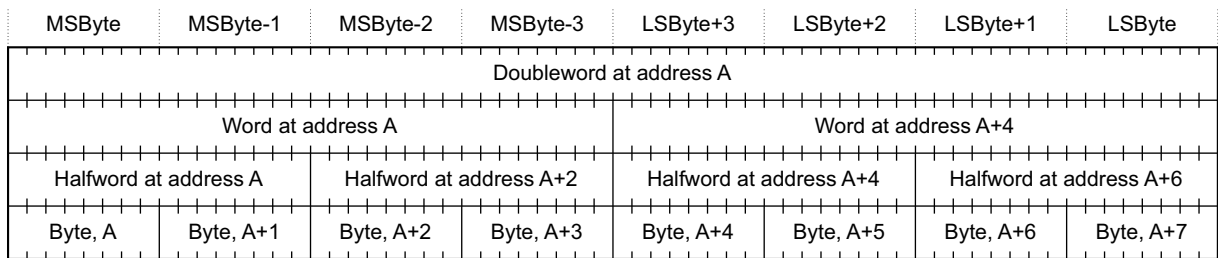 MSByte MSByte-1 MSByte-2 MSByte-3 LSByte+3 LSByte+2 LSByte+1 LSByte
Doubleword at address A
Word at address A Word at address A+4
Halfword at address A Halfword at address A+2 Halfword at address A+4 Halfword at address A+6
Byte, A Byte, A+1 Byte, A+2 Byte, A+3 Byte, A+4 Byte, A+5 Byte, A+6 Byte, A+7